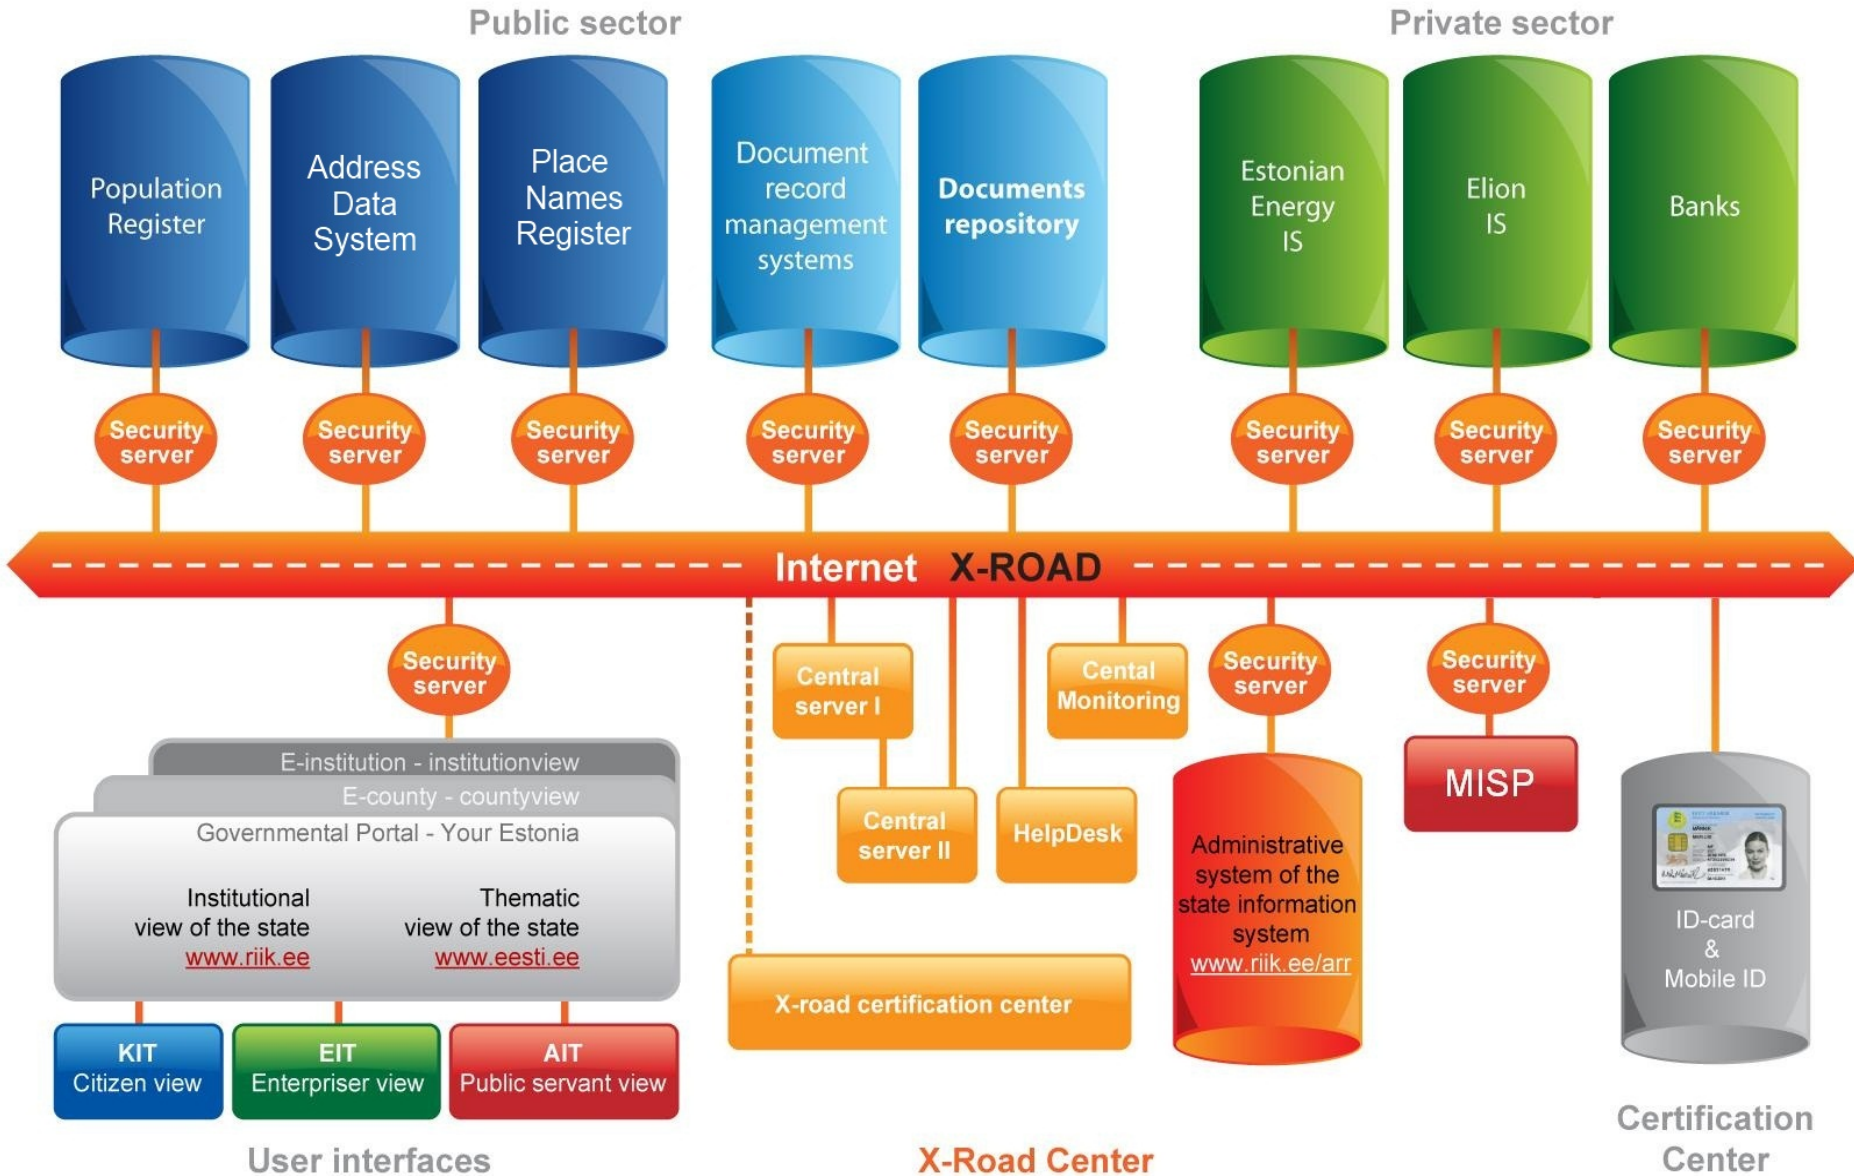 Public sector
Private sector
Population
Register
Address
Data
System
Place
Names
Register
Document
record
management
systems
Documents
repository
Estonian
Energy
IS
Elion
IS
Banks
Security
server
Security
server
Security
server
Security
server
Security
server
Security
server
Security
server
Security
server
Internet X-ROAD
Security
server
E-institution - institutionview
E-county - countyview
Governmental Portal - Your Estonia
Institutional
view of the state
www.riik.ee
Thematic
view of the state
www.eesti.ee
KIT
Citizen view
EIT
Enterpriser view
AIT
Public servant view
User interfaces
Central
server I
Central
server II
HelpDesk
Cental
Monitoring
X-road certification center
Security
server
Administrative
system of the
state information
system
www.riik.ee/arr
X-Road Center
Security
server
MISP
ID-card
&
Mobile ID
Certification
Center